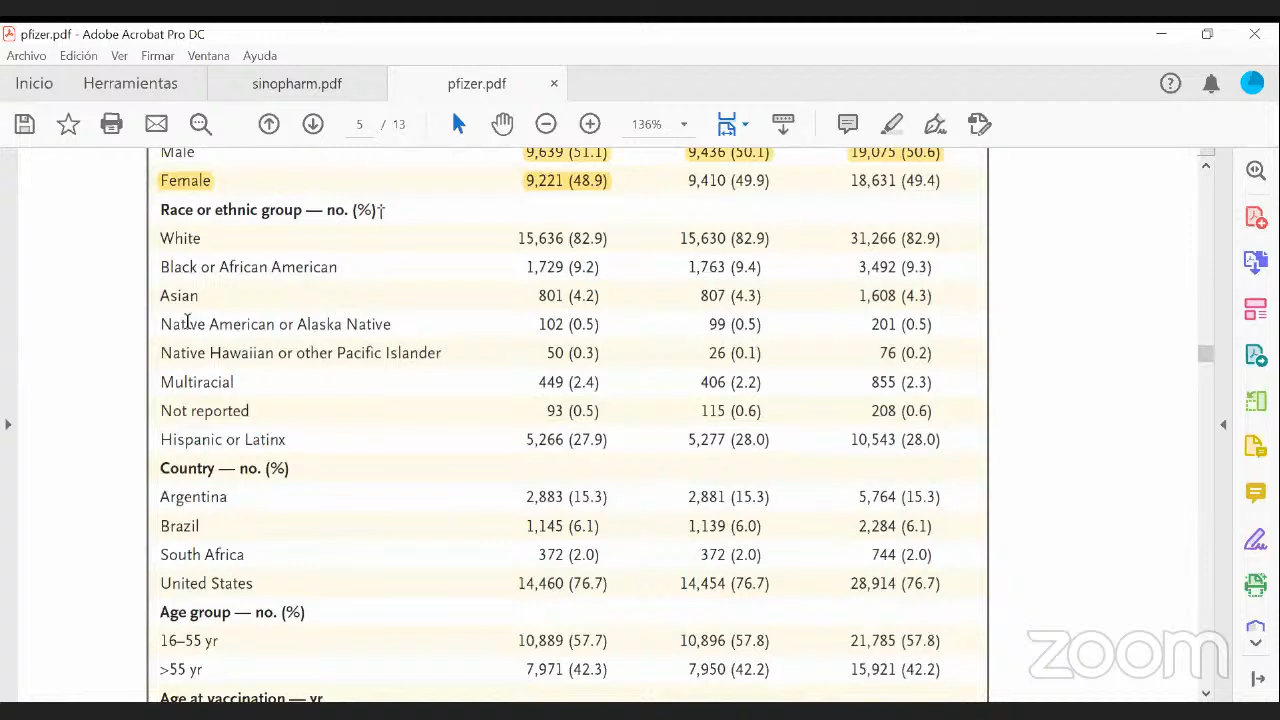 pfizer.pdf - Adobe Acrobat Pro DC
Archivo Edición Ver Firmar Ventana Ayuda
Inicio Herramientas sinopharm.pdf pfizer.pdf ×
5 / 13 136%
Male 9,639 (51.1) 9,436 (50.1) 19,075 (50.6)
Female 9,221 (48.9) 9,410 (49.9) 18,631 (49.4)
Race or ethnic group — no. (%)†
White 15,636 (82.9) 15,630 (82.9) 31,266 (82.9)
Black or African American 1,729 (9.2) 1,763 (9.4) 3,492 (9.3)
Asian 801 (4.2) 807 (4.3) 1,608 (4.3)
Native American or Alaska Native 102 (0.5) 99 (0.5) 201 (0.5)
Native Hawaiian or other Pacific Islander 50 (0.3) 26 (0.1) 76 (0.2)
Multiracial 449 (2.4) 406 (2.2) 855 (2.3)
Not reported 93 (0.5) 115 (0.6) 208 (0.6)
Hispanic or Latinx 5,266 (27.9) 5,277 (28.0) 10,543 (28.0)
Country — no. (%)
Argentina 2,883 (15.3) 2,881 (15.3) 5,764 (15.3)
Brazil 1,145 (6.1) 1,139 (6.0) 2,284 (6.1)
South Africa 372 (2.0) 372 (2.0) 744 (2.0)
United States 14,460 (76.7) 14,454 (76.7) 28,914 (76.7)
Age group — no. (%)
16–55 yr 10,889 (57.7) 10,896 (57.8) 21,785 (57.8)
>55 yr 7,971 (42.3) 7,950 (42.2) 15,921 (42.2)
Age at vaccination — yr
zoom